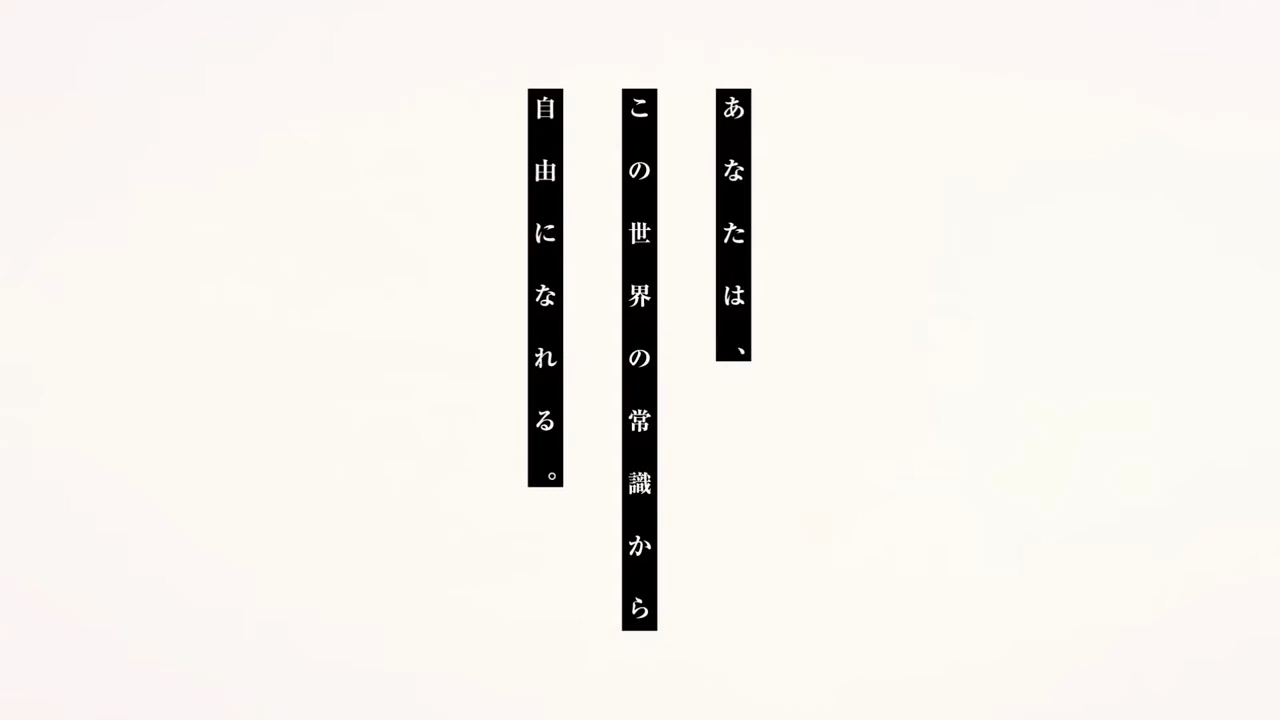 あなたは、
この世界の常識から
自由になれる。